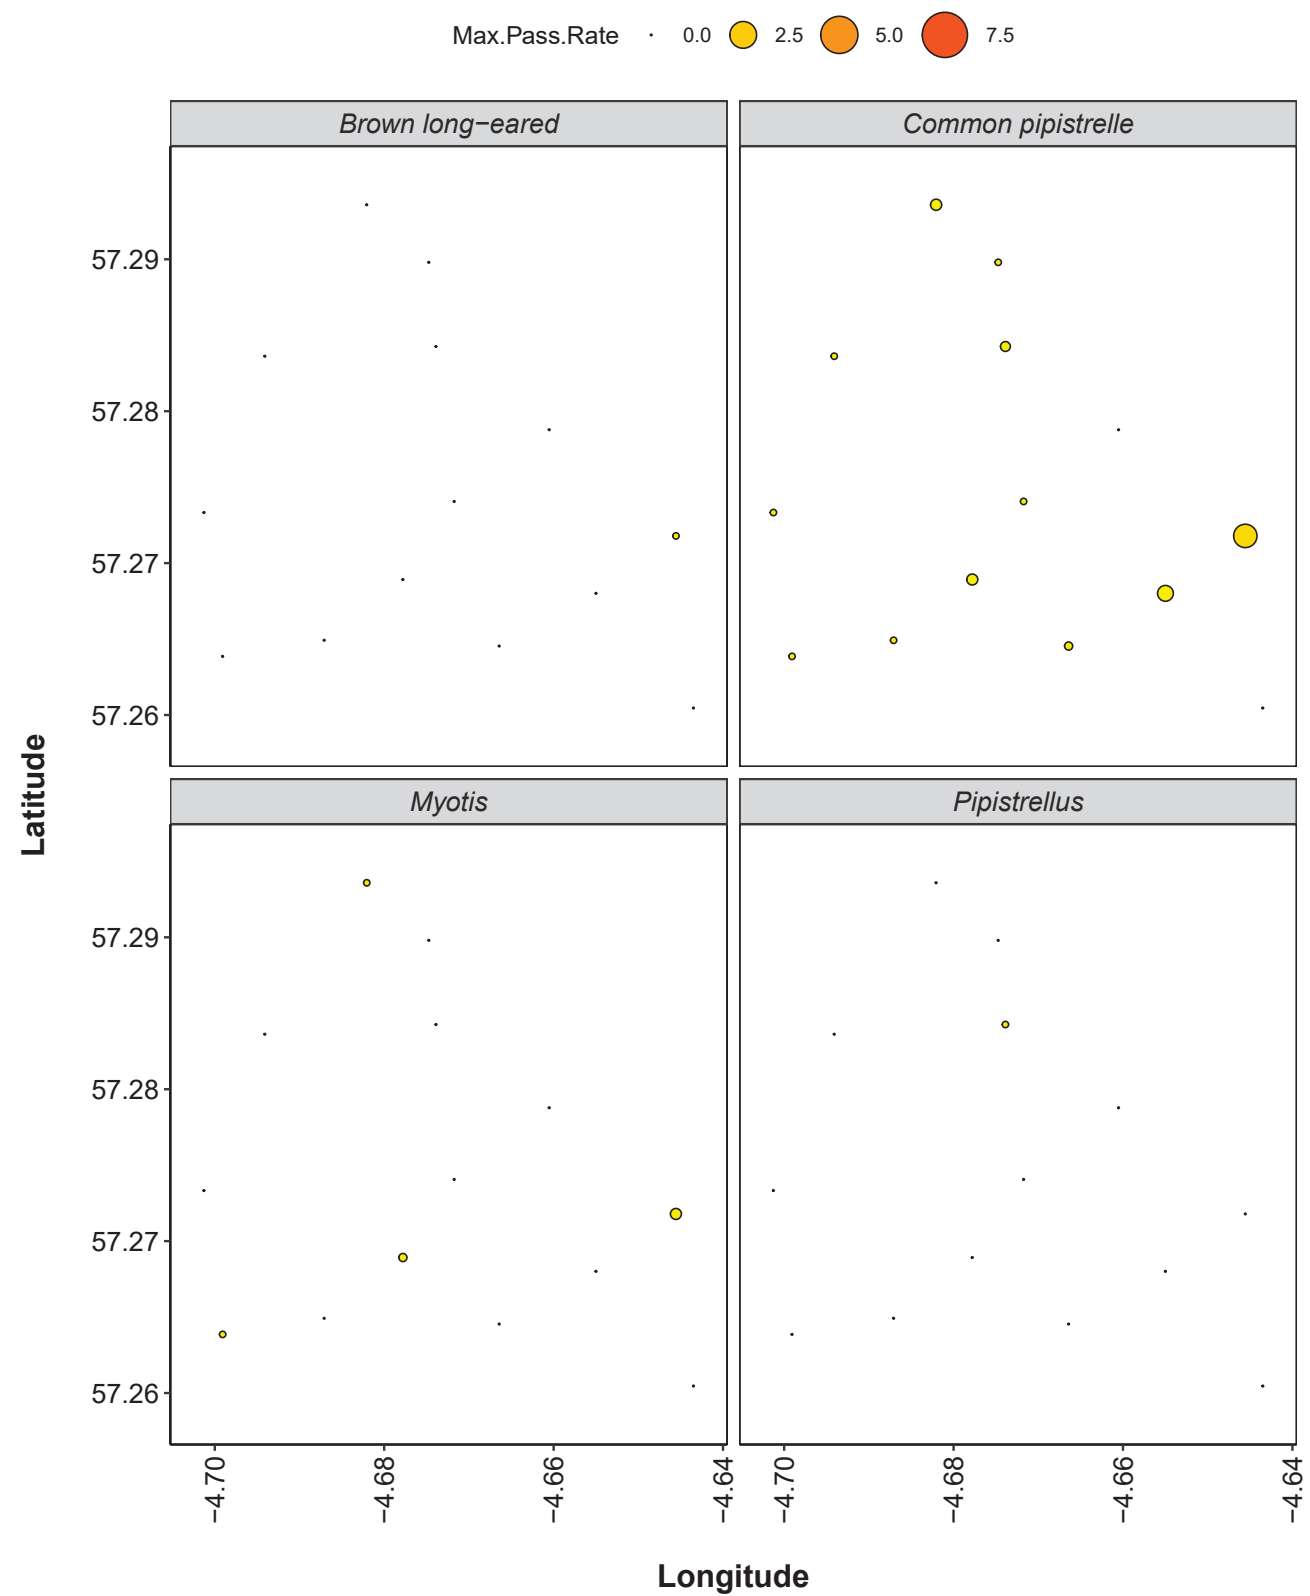 Max.Pass.Rate 0.0 2.5 5.0 7.5
Brown long−eared
Common pipistrelle
57.29
57.28
57.27
57.26
Latitude
Myotis
Pipistrellus
57.29
57.28
57.27
57.26
−4.70
−4.68
−4.66
−4.64
−4.70
−4.68
−4.66
−4.64
Longitude